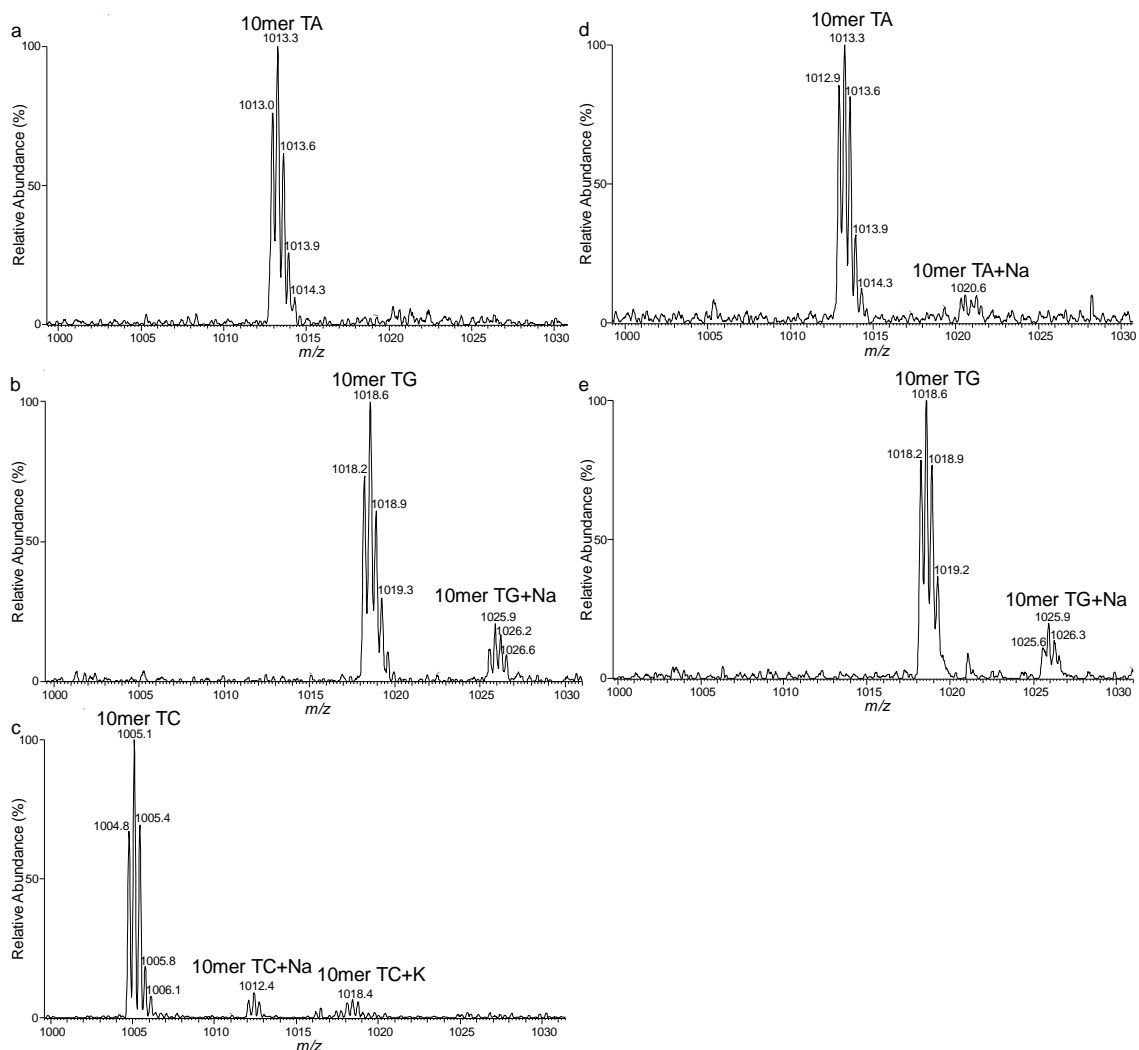 a
10mer TA
1013.3
100
1013.0
1013.6
Relative Abundance (%)
50
1013.9
1014.3
0
1000 1005 1010 1015 1020 1025 1030
m/z
d
10mer TA
1013.3
100
1012.9
1013.6
Relative Abundance (%)
50
1013.9
10mer TA+Na
1014.3
1020.6
0
1000 1005 1010 1015 1020 1025 1030
m/z
b
10mer TG
1018.6
100
1018.2
1018.9
Relative Abundance (%)
50
1019.3
10mer TG+Na
1025.9
1026.2
1026.6
0
1000 1005 1010 1015 1020 1025 1030
m/z
e
10mer TG
1018.6
100
1018.2
1018.9
Relative Abundance (%)
50
1019.2
10mer TG+Na
1025.9
1025.6
1026.3
0
1000 1005 1010 1015 1020 1025 1030
m/z
c
10mer TC
1005.1
100
1004.8
1005.4
Relative Abundance (%)
50
1005.8
1006.1
10mer TC+Na
1012.4
10mer TC+K
1018.4
0
1000 1005 1010 1015 1020 1025 1030
m/z